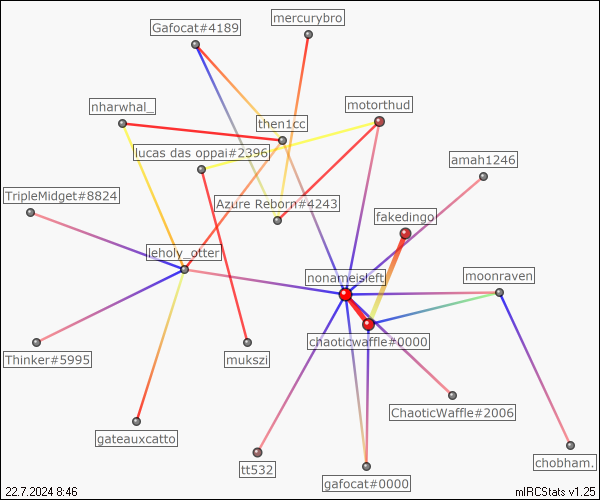 mercurybro
Gafocat#4189
nharwhal_
motorthud
then1cc
lucas das oppai#2396
amah1246
TripleMidget#8824
Azure Reborn#4243
fakedingo
leholy_otter
nonameisleft
moonraven
chaoticwaffle#0000
Thinker#5995
mukszi
ChaoticWaffle#2006
gateauxcatto
tt532
chobham.
gafocat#0000
22.7.2024 8:46
mIRCStats v1.25